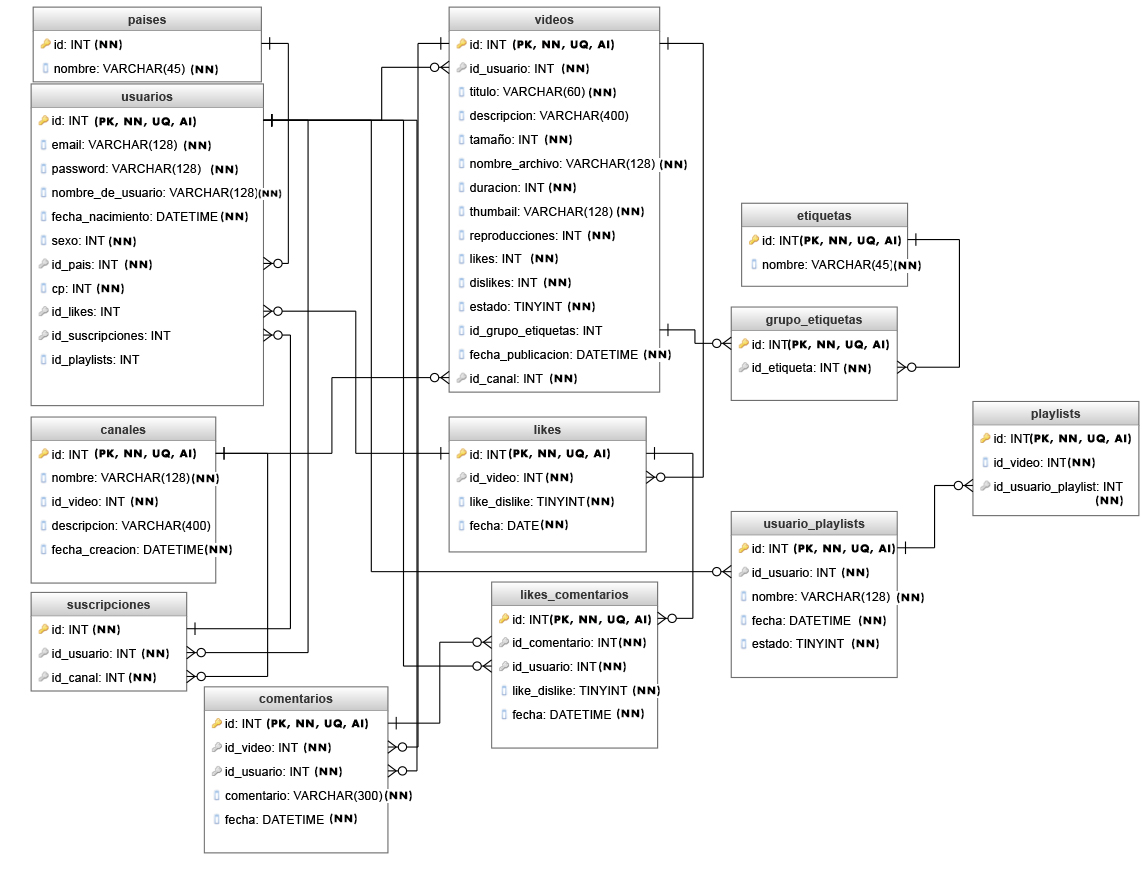 paises
id: INT (NN)
nombre: VARCHAR(45) (NN)
usuarios
id: INT (PK, NN, UQ, AI)
email: VARCHAR(128) (NN)
password: VARCHAR(128) (NN)
nombre_de_usuario: VARCHAR(128)(NN)
fecha_nacimiento: DATETIME (NN)
sexo: INT (NN)
id_pais: INT (NN)
cp: INT (NN)
id_likes: INT
id_suscripciones: INT
id_playlists: INT
canales
id: INT (PK, NN, UQ, AI)
nombre: VARCHAR(128)(NN)
id_video: INT (NN)
descripcion: VARCHAR(400)
fecha_creacion: DATETIME(NN)
suscripciones
id: INT (NN)
id_usuario: INT (NN)
id_canal: INT (NN)
comentarios
id: INT (PK, NN, UQ, AI)
id_video: INT (NN)
id_usuario: INT (NN)
comentario: VARCHAR(300)(NN)
fecha: DATETIME (NN)
videos
id: INT (PK, NN, UQ, AI)
id_usuario: INT (NN)
titulo: VARCHAR(60) (NN)
descripcion: VARCHAR(400)
tamaño: INT (NN)
nombre_archivo: VARCHAR(128) (NN)
duracion: INT (NN)
thumbail: VARCHAR(128) (NN)
reproducciones: INT (NN)
likes: INT (NN)
dislikes: INT (NN)
estado: TINYINT (NN)
id_grupo_etiquetas: INT
fecha_publicacion: DATETIME (NN)
id_canal: INT (NN)
likes
id: INT(PK, NN, UQ, AI)
id_video: INT (NN)
like_dislike: TINYINT(NN)
fecha: DATE(NN)
likes_comentarios
id: INT(PK, NN, UQ, AI)
id_comentario: INT(NN)
id_usuario: INT(NN)
like_dislike: TINYINT (NN)
fecha: DATETIME (NN)
etiquetas
id: INT(PK, NN, UQ, AI)
nombre: VARCHAR(45)(NN)
grupo_etiquetas
id: INT(PK, NN, UQ, AI)
id_etiqueta: INT (NN)
usuario_playlists
id: INT (PK, NN, UQ, AI)
id_usuario: INT (NN)
nombre: VARCHAR(128) (NN)
fecha: DATETIME (NN)
estado: TINYINT (NN)
playlists
id: INT(PK, NN, UQ, AI)
id_video: INT(NN)
id_usuario_playlist: INT
(NN)